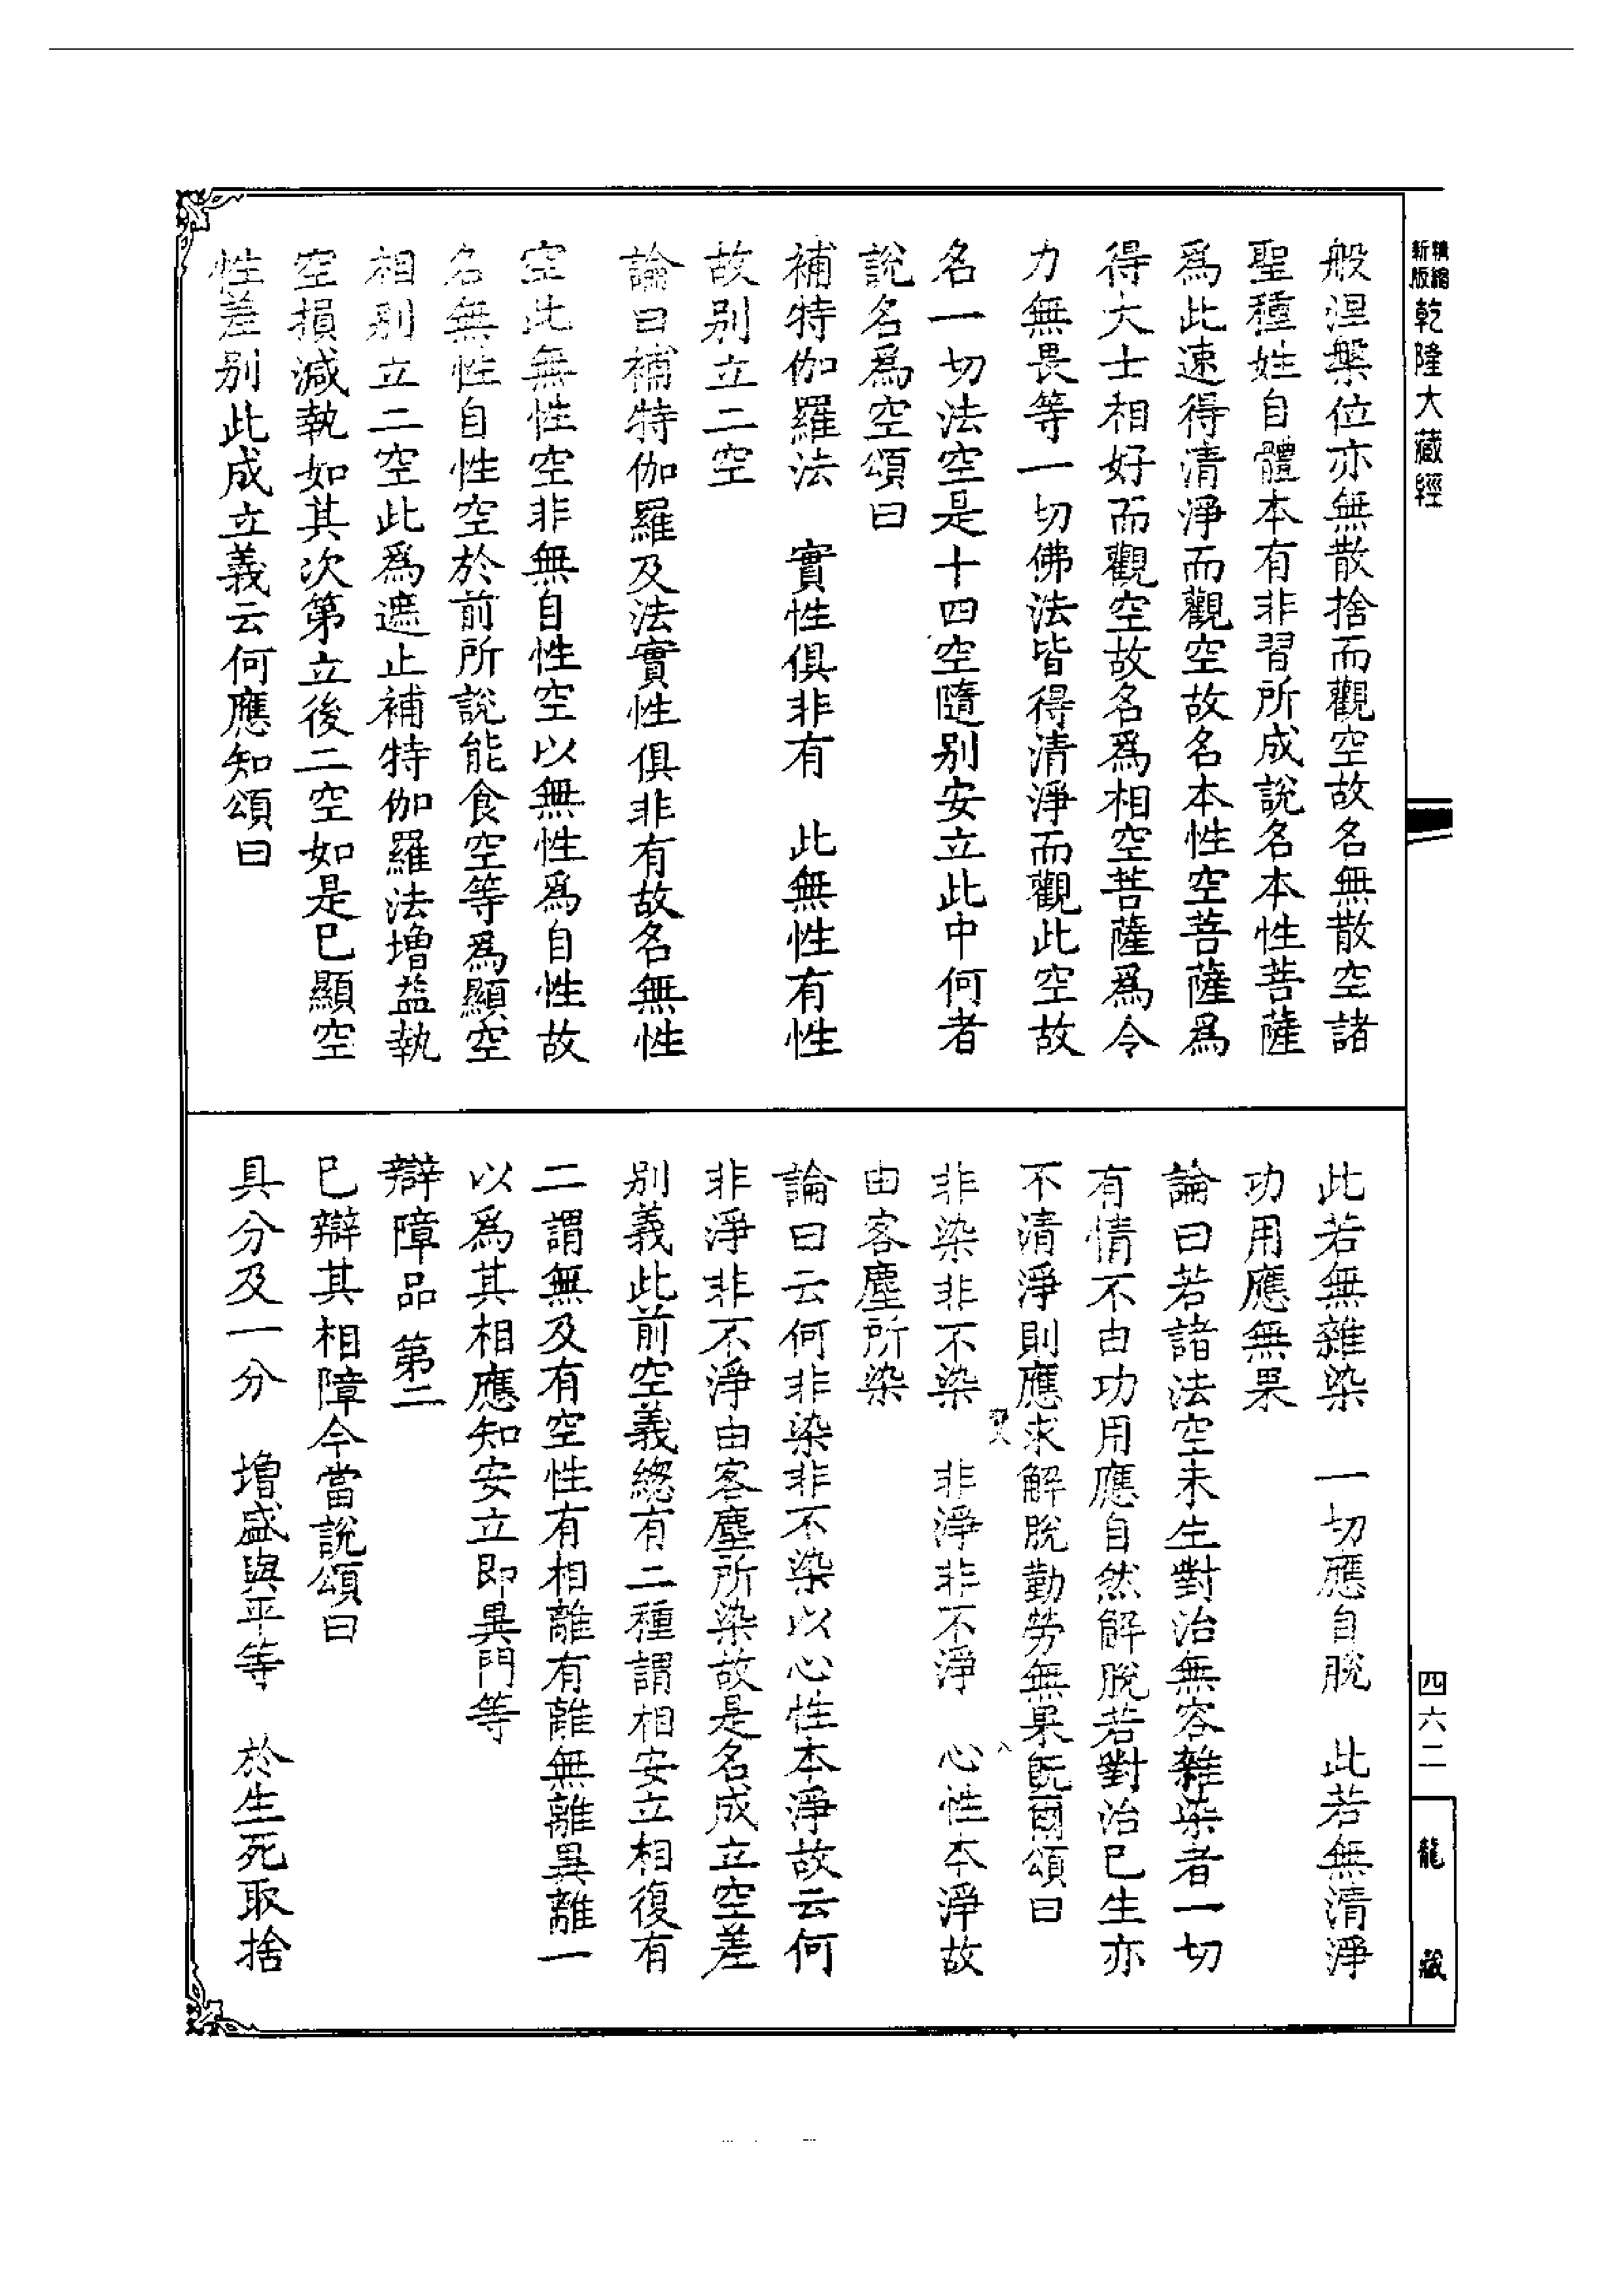 精縮新版乾隆大藏經
般涅槃位亦無散捨而觀空故名無散空諸
聖種姓自體本有非習所成說名本性菩薩
爲此速得清淨而觀空故名本性空菩薩爲
得大士相好而觀空故名爲相空菩薩爲令
力無畏等一切佛法皆得清淨而觀此空故
名一切法空是十四空隨别安立此中何者
說名爲空頌曰
補特伽羅法　實性俱非有　此無性有性
故别立二空
論曰補特伽羅及法實性俱非有故名無性
空此無性空非無自性空以無性爲自性故
名無性自性空於前所說能食空等爲顯空
相别立二空此爲遮止補特伽羅法增益執
空損減執如其次第立後二空如是已顯空
性差别此成立義云何應知頌曰
此若無雜染　一切應自脫　此若無清淨
功用應無果
論曰若諸法空未生對治無客雜染者一切
有情不由功用應自然解脫若對治已生亦
不清淨則應求解脫勤勞無果旣爾頌曰
非染非不染　非淨非不淨　心性本淨故
由客塵所染
論曰云何非染非不染以心性本淨故云何
非淨非不淨由客塵所染故是名成立空差
别義此前空義緫有二種謂相安立相復有
二謂無及有空性有相離有離無離異離一
以爲其相應知安立即異門等
辯障品第二
已辯其相障今當說頌曰
具分及一分　增盛與平等　於生死取捨
四六二
龍藏